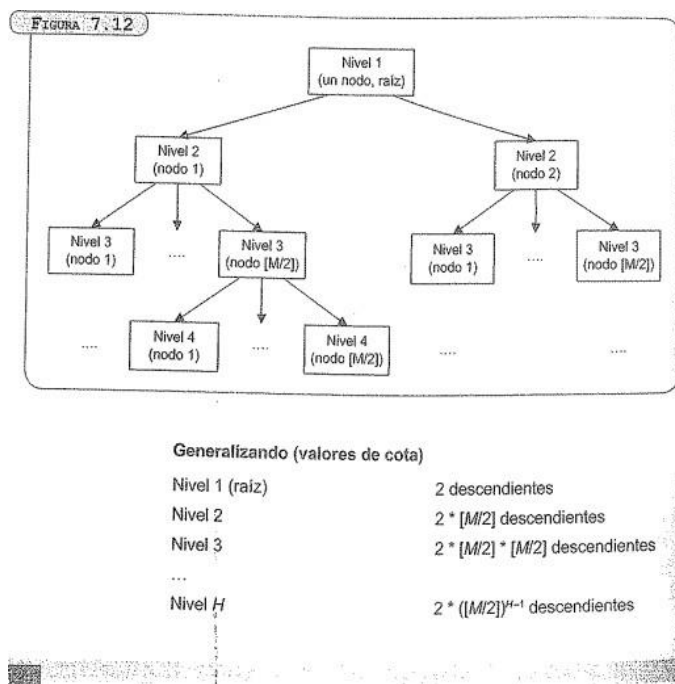 FIGURA 7.12
Nivel 1
(un nodo, raíz)
Nivel 2
(nodo 1)
Nivel 2
(nodo 2)
Nivel 3
(nodo 1)
....
Nivel 3
(nodo [M/2])
Nivel 3
(nodo 1)
....
Nivel 3
(nodo [M/2])
....
Nivel 4
(nodo 1)
....
Nivel 4
(nodo [M/2])
....
....
Generalizando (valores de cota)
Nivel 1 (raíz) 2 descendientes
Nivel 2 2 * [M/2] descendientes
Nivel 3 2 * [M/2] * [M/2] descendientes
...
Nivel H 2 * ([M/2])ᴴ⁻¹ descendientes